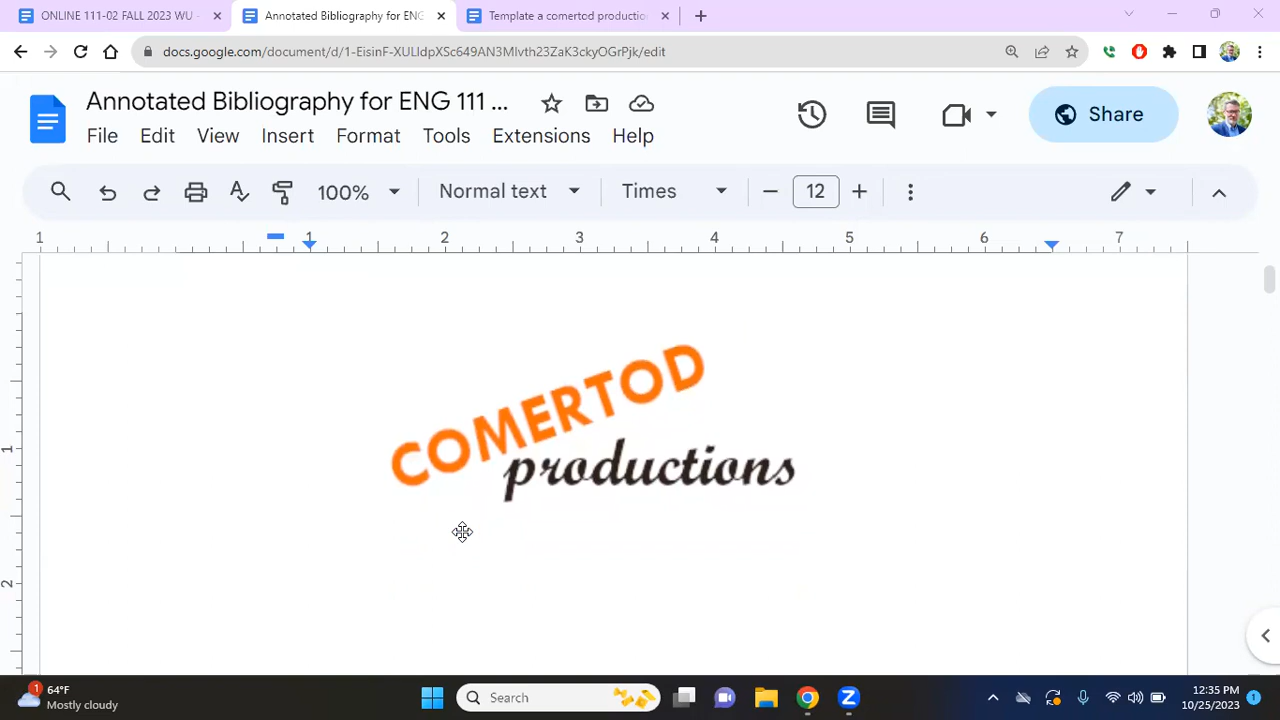 ONLINE 111-02 FALL 2023 WU -
Annotated Bibliography for ENG
Template a comertod productio
docs.google.com/document/d/1-EisinF-XULIdpXSc649AN3MIvth23ZaK3ckyOGrPjk/edit
Annotated Bibliography for ENG 111 ...
Share
File Edit View Insert Format Tools Extensions Help
100% Normal text Times 12
1 1 2 3 4 5 6 7
COMERTOD
productions
1
2
1
64°F
Mostly cloudy
Search
12:35 PM
10/25/2023
1